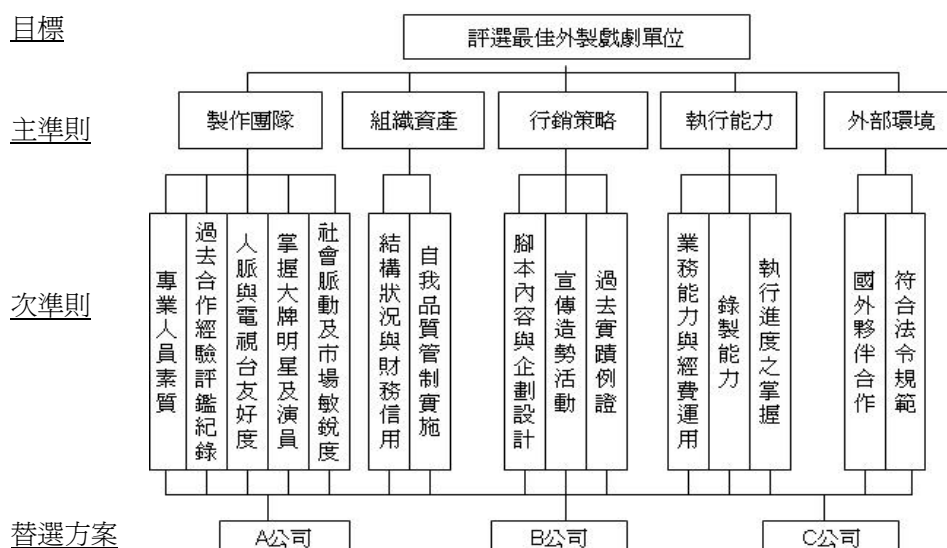 目標
評選最佳外製戲劇單位
主準則
製作團隊
組織資產
行銷策略
執行能力
外部環境
次準則
專業人員素質
過去合作經驗評鑑紀錄
人脈與電視台友好度
掌握大牌明星及演員
社會脈動及市場敏銳度
結構狀況與財務信用
自我品質管制實施
腳本內容與企劃設計
宣傳造勢活動
過去實蹟例證
業務能力與經費運用
錄製能力
執行進度之掌握
國外夥伴合作
符合法令規範
替選方案
A公司
B公司
C公司